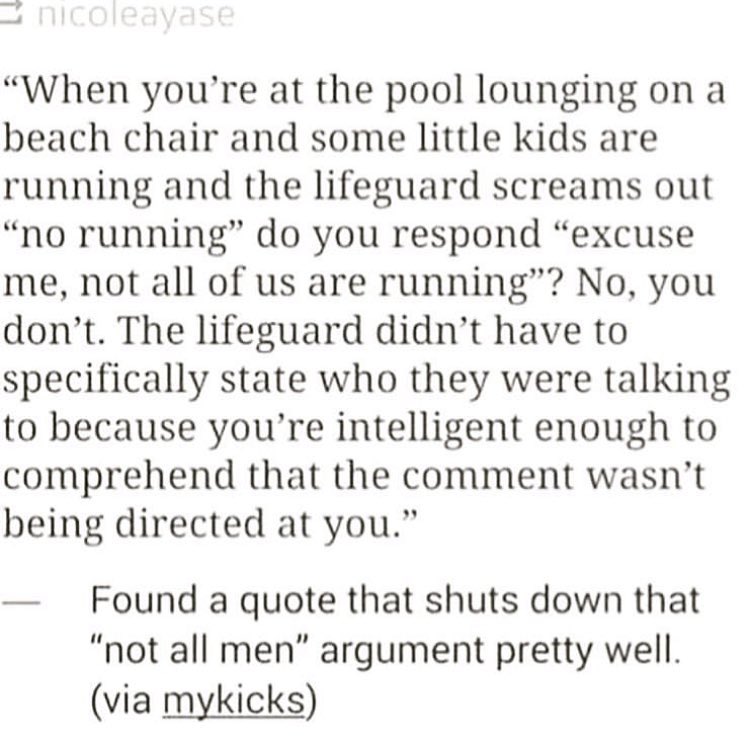 nicoleayase
“When you’re at the pool lounging on a
beach chair and some little kids are
running and the lifeguard screams out
“no running” do you respond “excuse
me, not all of us are running”? No, you
don’t. The lifeguard didn’t have to
specifically state who they were talking
to because you’re intelligent enough to
comprehend that the comment wasn’t
being directed at you.”
— Found a quote that shuts down that
"not all men" argument pretty well.
(via mykicks)